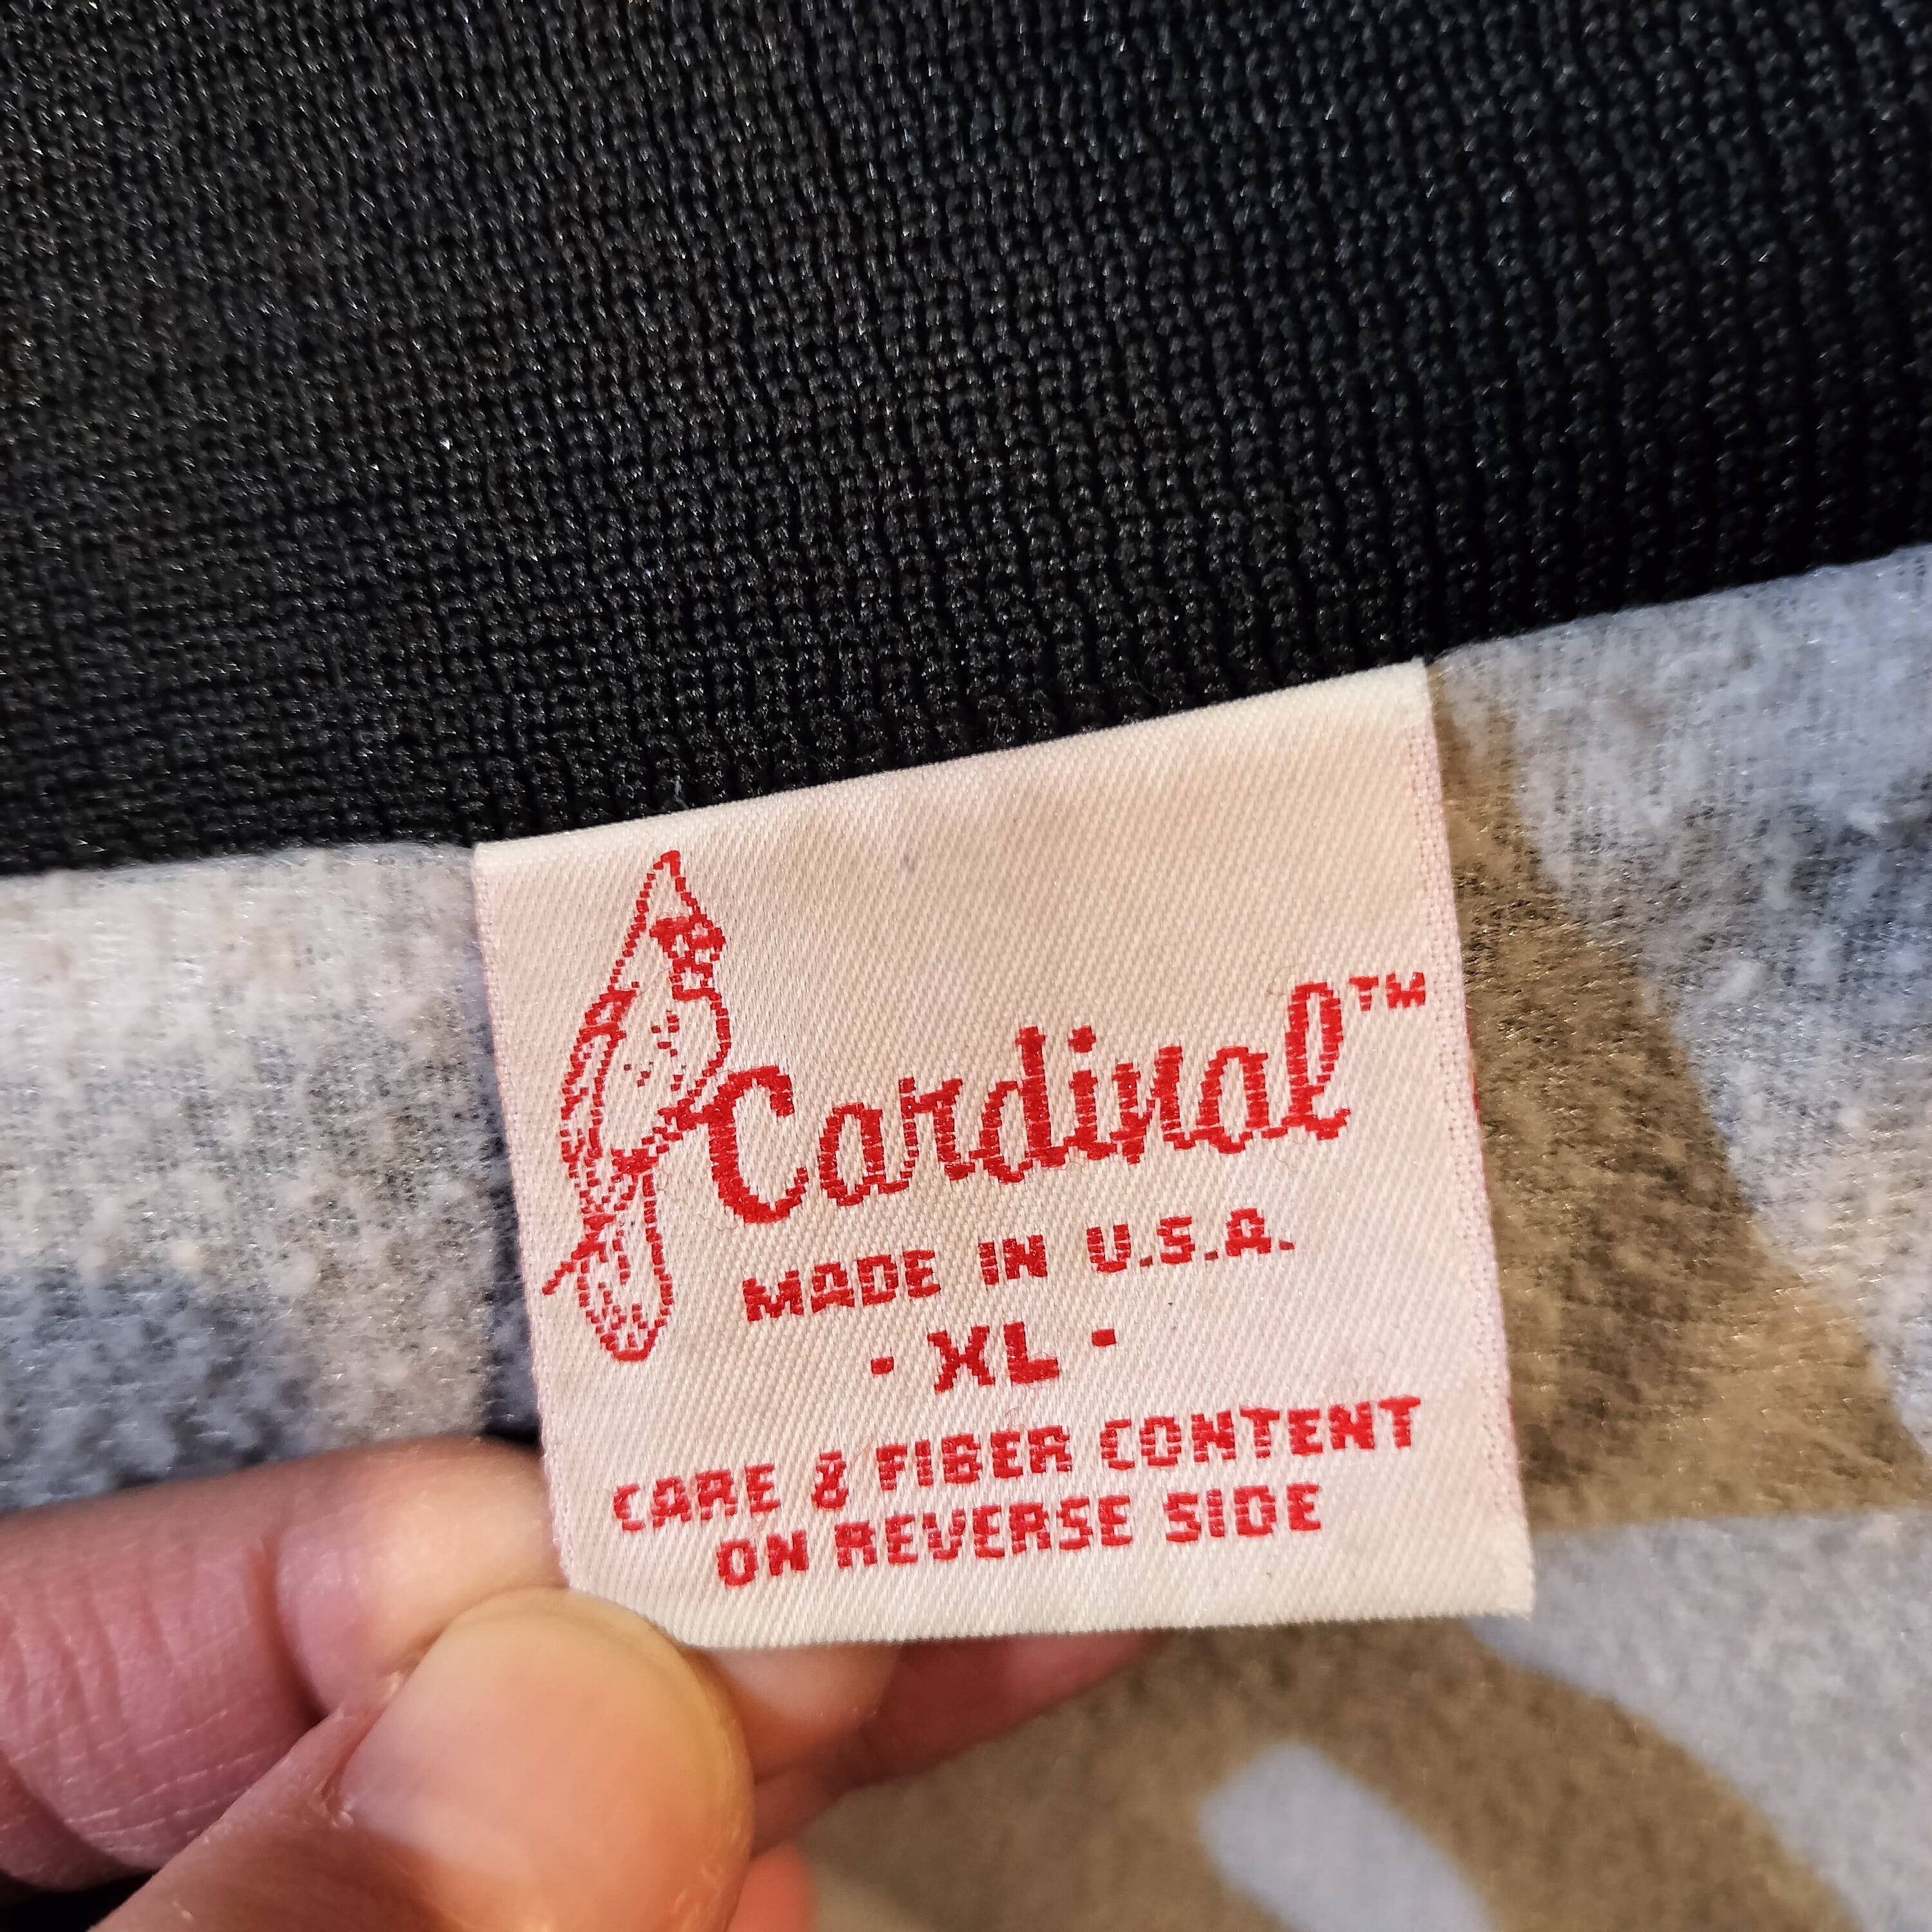 Cardinal™
MADE IN U.S.A.
· XL ·
CARE & FIBER CONTENT
ON REVERSE SIDE